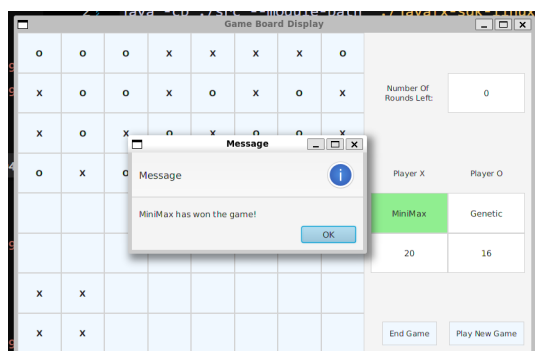 Game Board Display
O O O X X X X O
X O O X O X O X
X O X O X O O X
O X O
X X
X X
Message
Message
MiniMax has won the game!
OK
Number Of
Rounds Left:
0
Player X Player O
MiniMax Genetic
20 16
End Game Play New Game